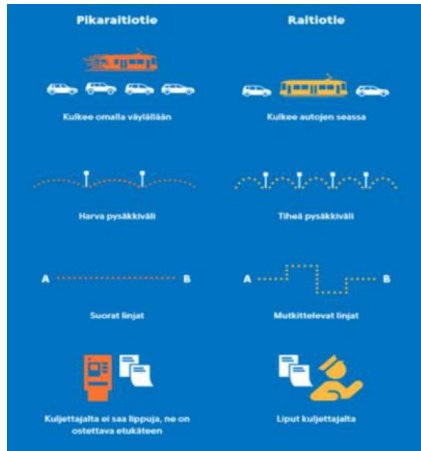 Pikaraitiotie
Raitiotie
Kulkee omalla väylällään
Kulkee autojen seassa
Harva pysäkkiväli
Tiheä pysäkkiväli
A B
A B
Suorat linjat
Mutkittelevat linjat
Kuljettajalta ei saa lippuja, ne on
ostettava etukäteen
Liput kuljettajalta